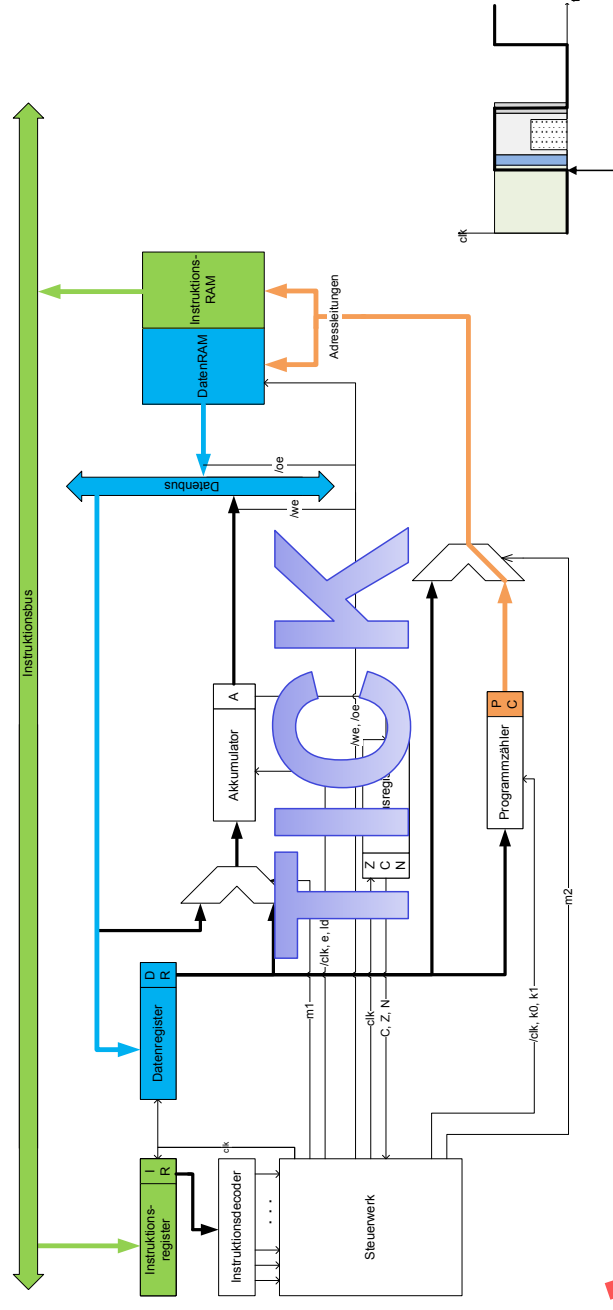 Instruktionsbus
Instruktions-
register
I
R
Datenregister
D
R
clk
Instruktionsdecoder
. . .
Steuerwerk
Akkumulator
A
Datenbus
DatenRAM
Instruktions-
RAM
/oe
/we
Adressleitungen
m1
/clk, e, ld
/we, /oe
clk
C, Z, N
Z
C
N
TICK
Programmzähler
P
C
/clk, k0, k1
m2
clk